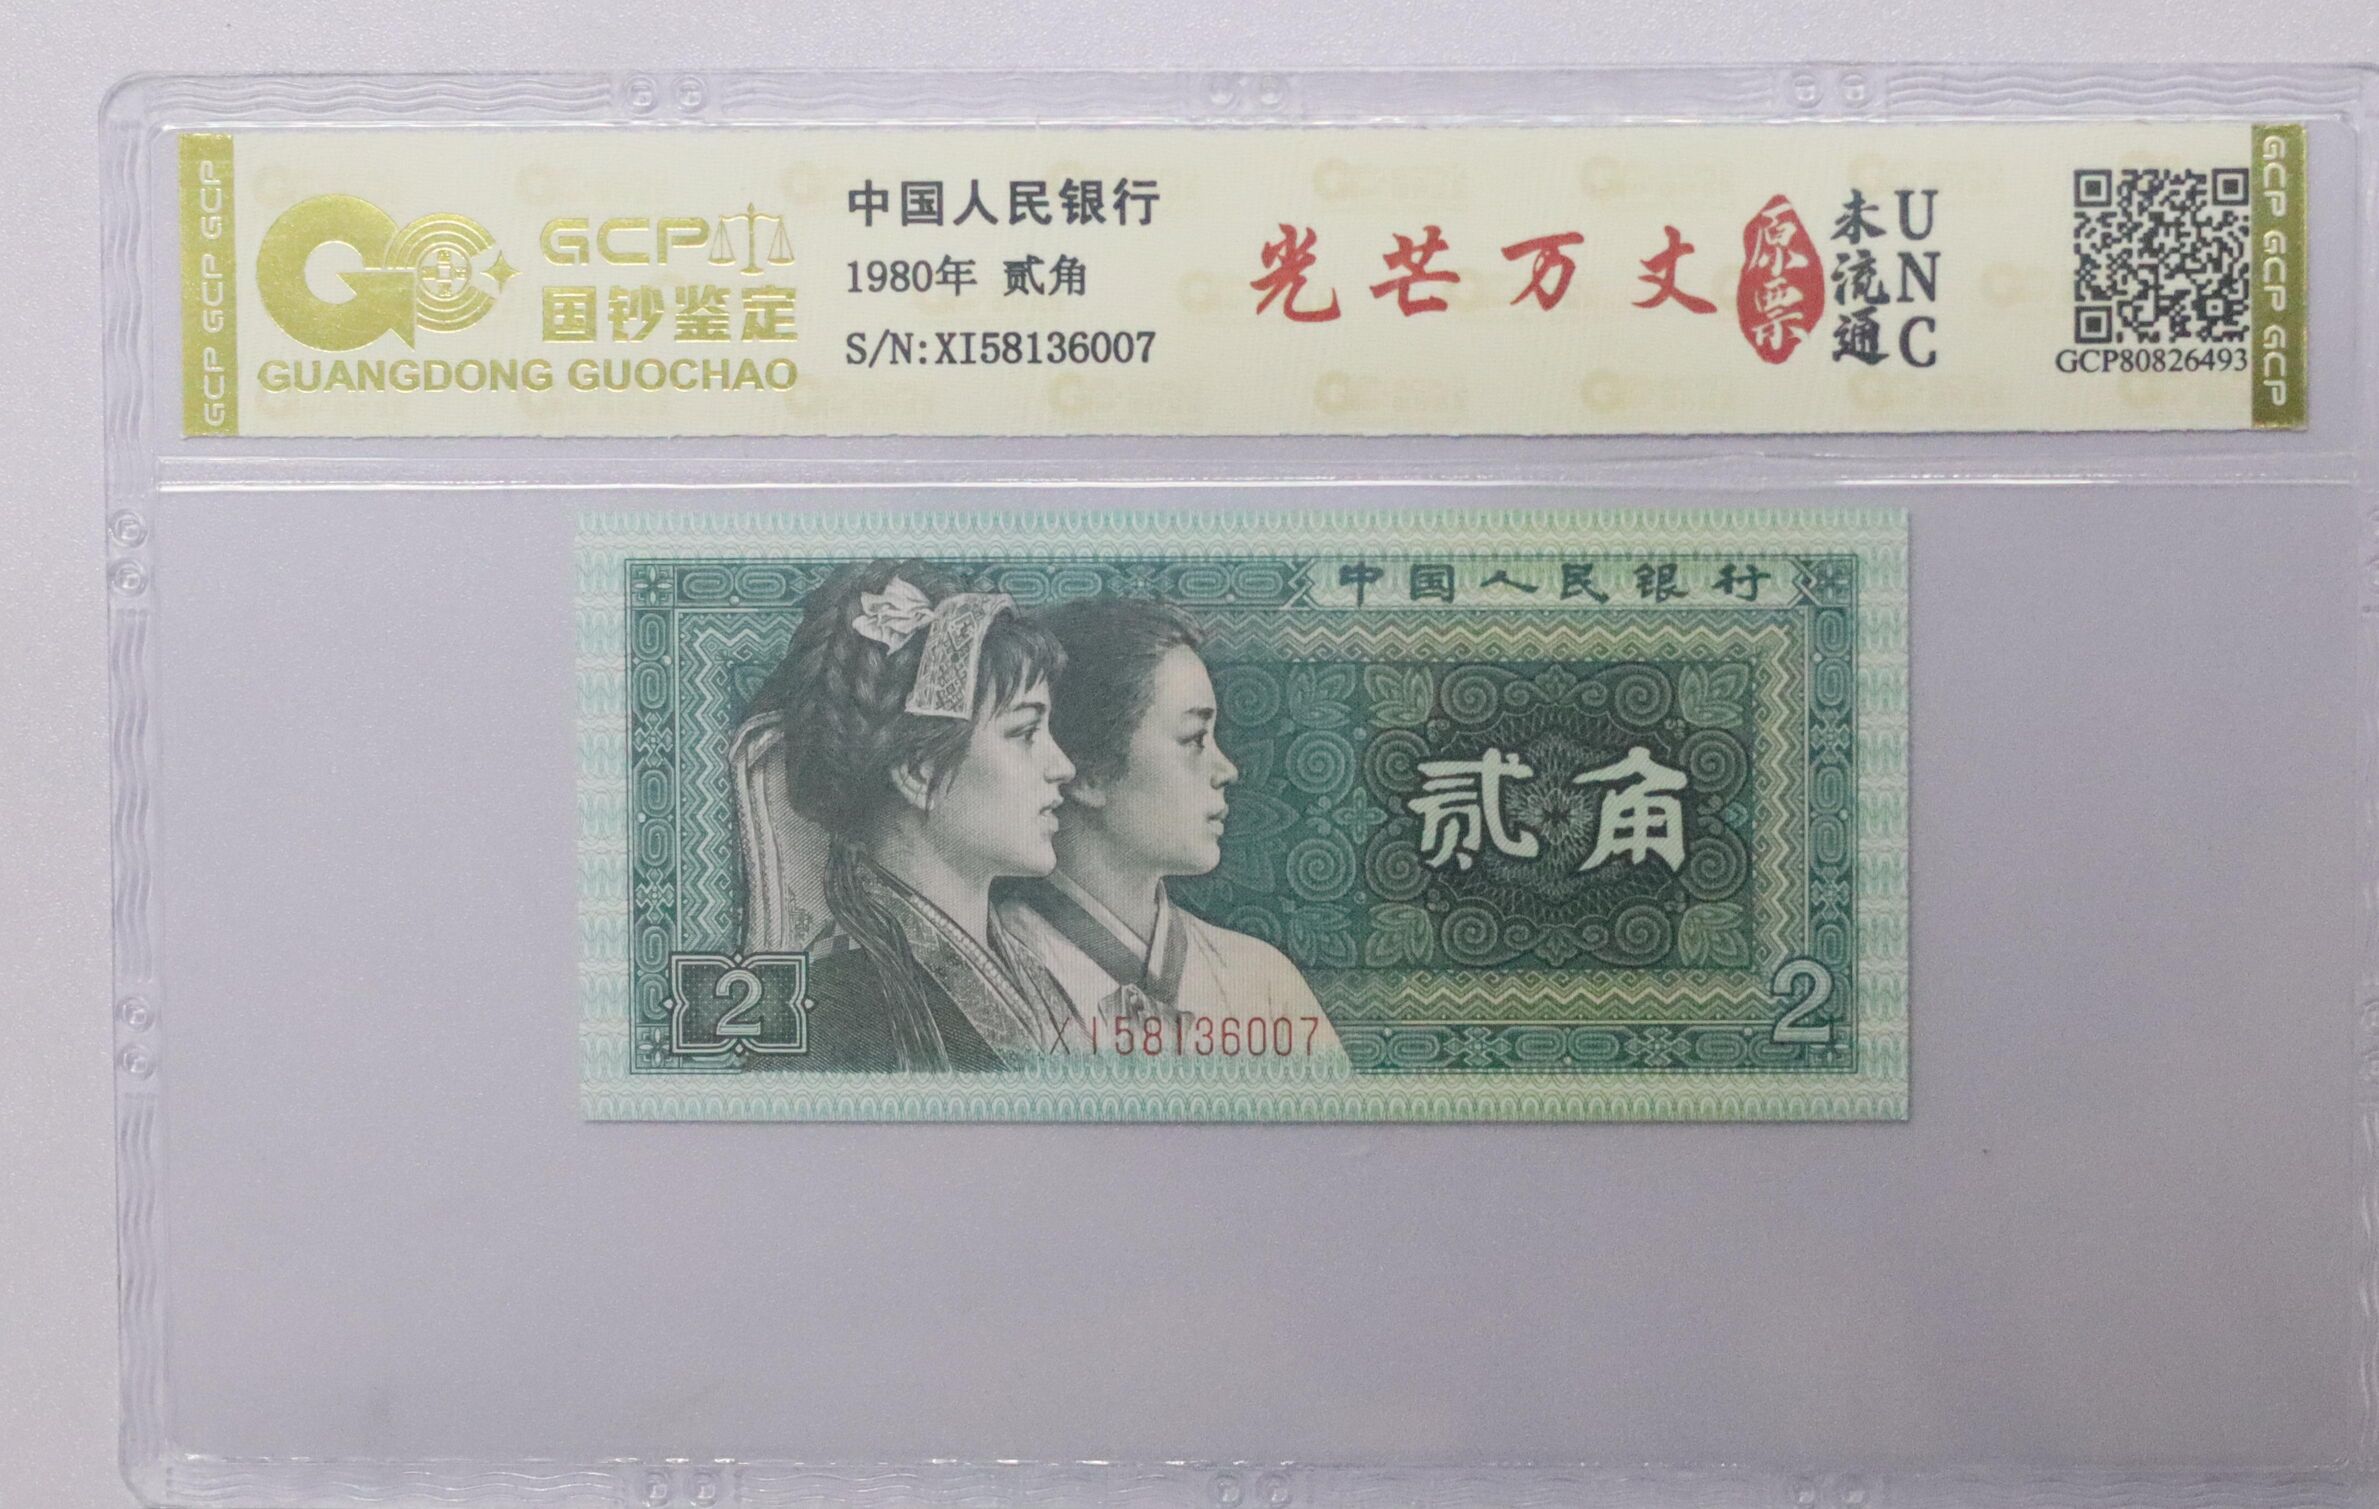 GCP GCP GCP
GCP
国钞鉴定
GUANGDONG GUOCHAO
中国人民银行
1980年 贰角
S/N:XI58136007
光芒万丈
原票
未流通
UNC
GCP80826493
GCP GCP GCP
中国人民银行
贰角
2
XI58136007
2